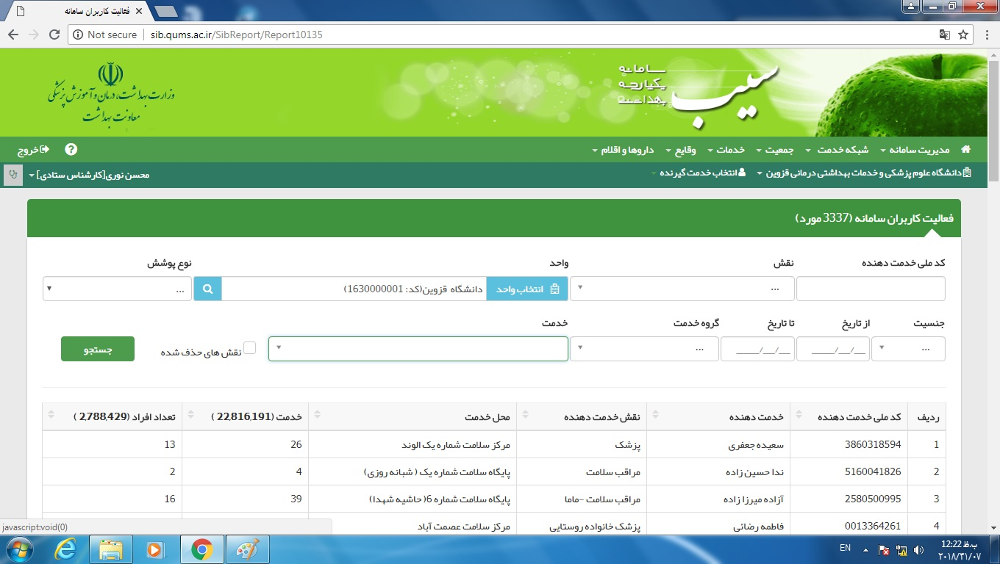 فعالیت کاربران سامانه
Not secure | sib.qums.ac.ir/SibReport/Report10135
وزارت بهداشت، درمان و آموزش پزشکی
معاونت بهداشت
سیب
سامانه
یکپارچه
بهداشت
مدیریت سامانه شبکه خدمت جمعیت خدمات وقایع داروها و اقلام ? خروج
دانشگاه علوم پزشکی و خدمات بهداشتی درمانی قزوین انتخاب خدمت گیرنده محسن نوری[کارشناس ستادی]
فعالیت کاربران سامانه (3337 مورد)
کد ملی خدمت دهنده نقش واحد نوع پوشش
... انتخاب واحد دانشگاه قزوین(کد: 1630000001) ...
جنسیت از تاریخ تا تاریخ گروه خدمت خدمت
... __/__/____ __/__/____ ... نقش های حذف شده جستجو
ردیف کد ملی خدمت دهنده خدمت دهنده نقش خدمت دهنده محل خدمت خدمت (22,816,191 ) تعداد افراد (2,788,429 )
1 3860318594 سعیده جعفری پزشک مرکز سلامت شماره یک الوند 26 13
2 5160041826 ندا حسین زاده مراقب سلامت پایگاه سلامت شماره یک ( شبانه روزی) 4 2
3 2580500995 آزاده میرزا زاده مراقب سلامت -ماما پایگاه سلامت شماره 6( حاشیه شهدا) 39 16
4 0013364261 فاطمه رضائی پزشک خانواده روستایی مرکز سلامت عصمت آباد
javascript:void(0)
EN
12:22 ب.ظ
۲۰۱۸/۳۱/۰۷